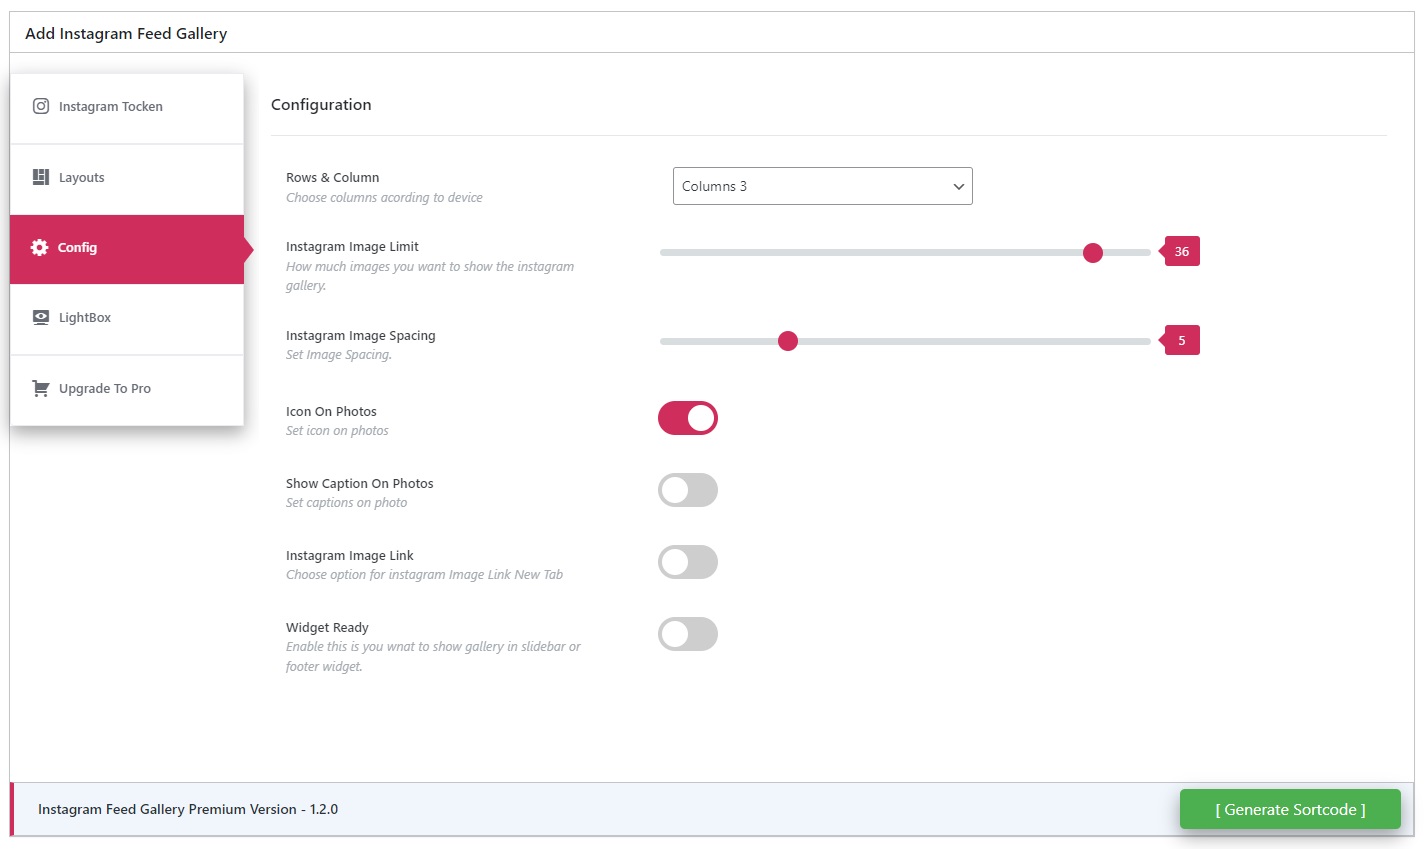 Add Instagram Feed Gallery
Instagram Tocken
Layouts
Config
LightBox
Upgrade To Pro
Configuration
Rows & Column
Choose columns acording to device
Columns 3
Instagram Image Limit
How much images you want to show the instagram
gallery.
36
Instagram Image Spacing
Set Image Spacing.
5
Icon On Photos
Set icon on photos
Show Caption On Photos
Set captions on photo
Instagram Image Link
Choose option for instagram Image Link New Tab
Widget Ready
Enable this is you wnat to show gallery in slidebar or
footer widget.
Instagram Feed Gallery Premium Version - 1.2.0
[ Generate Sortcode ]